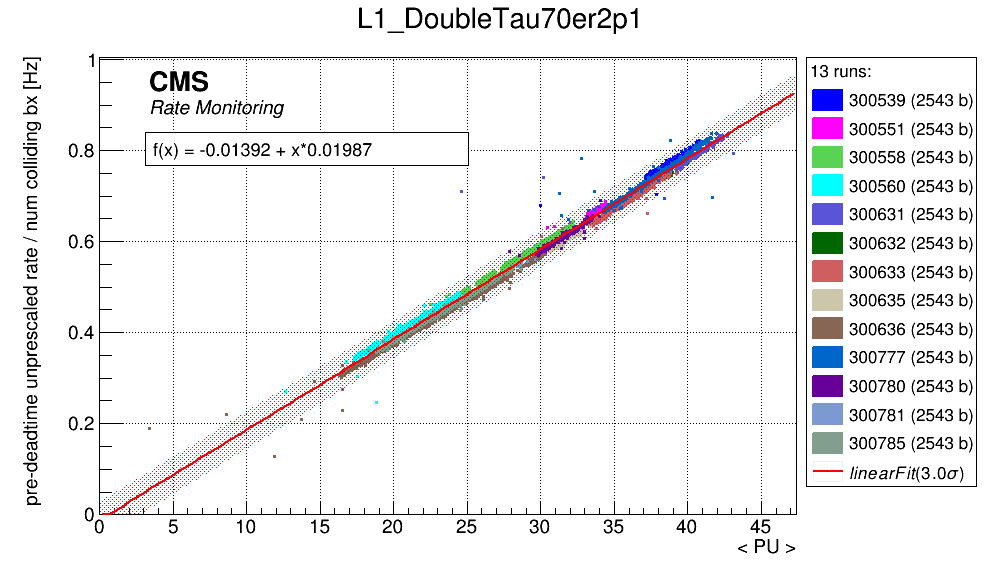 L1_DoubleTau70er2p1
pre-deadtime unprescaled rate / num colliding bx [Hz]
1
0.8
0.6
0.4
0.2
0
CMS
Rate Monitoring
f(x) = -0.01392 + x*0.01987
0 5 10 15 20 25 30 35 40 45
< PU >
13 runs:
300539 (2543 b)
300551 (2543 b)
300558 (2543 b)
300560 (2543 b)
300631 (2543 b)
300632 (2543 b)
300633 (2543 b)
300635 (2543 b)
300636 (2543 b)
300777 (2543 b)
300780 (2543 b)
300781 (2543 b)
300785 (2543 b)
linearFit(3.0σ)